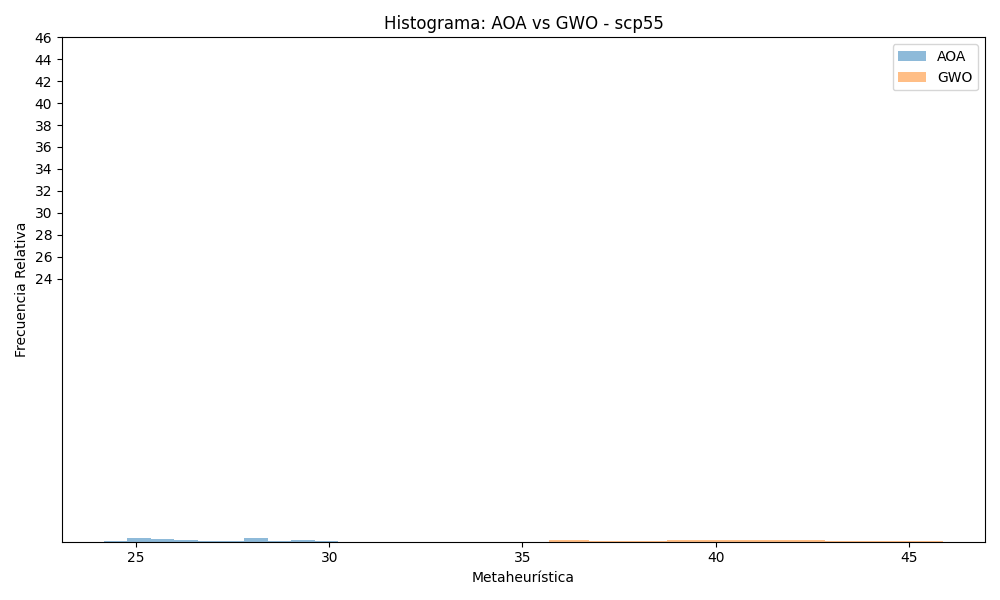 Histograma: AOA vs GWO - scp55
AOA
GWO
46
44
42
40
38
36
34
32
30
28
26
24
Frecuencia Relativa
25 30 35 40 45
Metaheurística